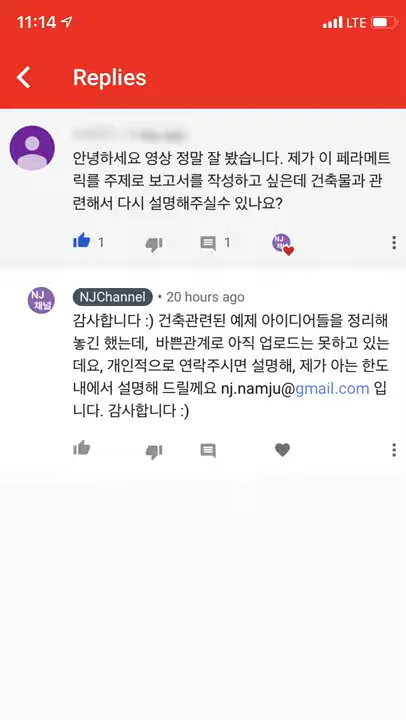 11:14
LTE
Replies
안녕하세요 영상 정말 잘 봤습니다. 제가 이 페라메트
릭를 주제로 보고서를 작성하고 싶은데 건축물과 관
련해서 다시 설명해주실수 있나요?
1
1
NJ
채널
NJ
채널
NJChannel • 20 hours ago
감사합니다 :) 건축관련된 예제 아이디어들을 정리해
놓긴 했는데, 바쁜관계로 아직 업로드는 못하고 있는
데요, 개인적으로 연락주시면 설명해, 제가 아는 한도
내에서 설명해 드릴께요 nj.namju@gmail.com 입
니다. 감사합니다 :)